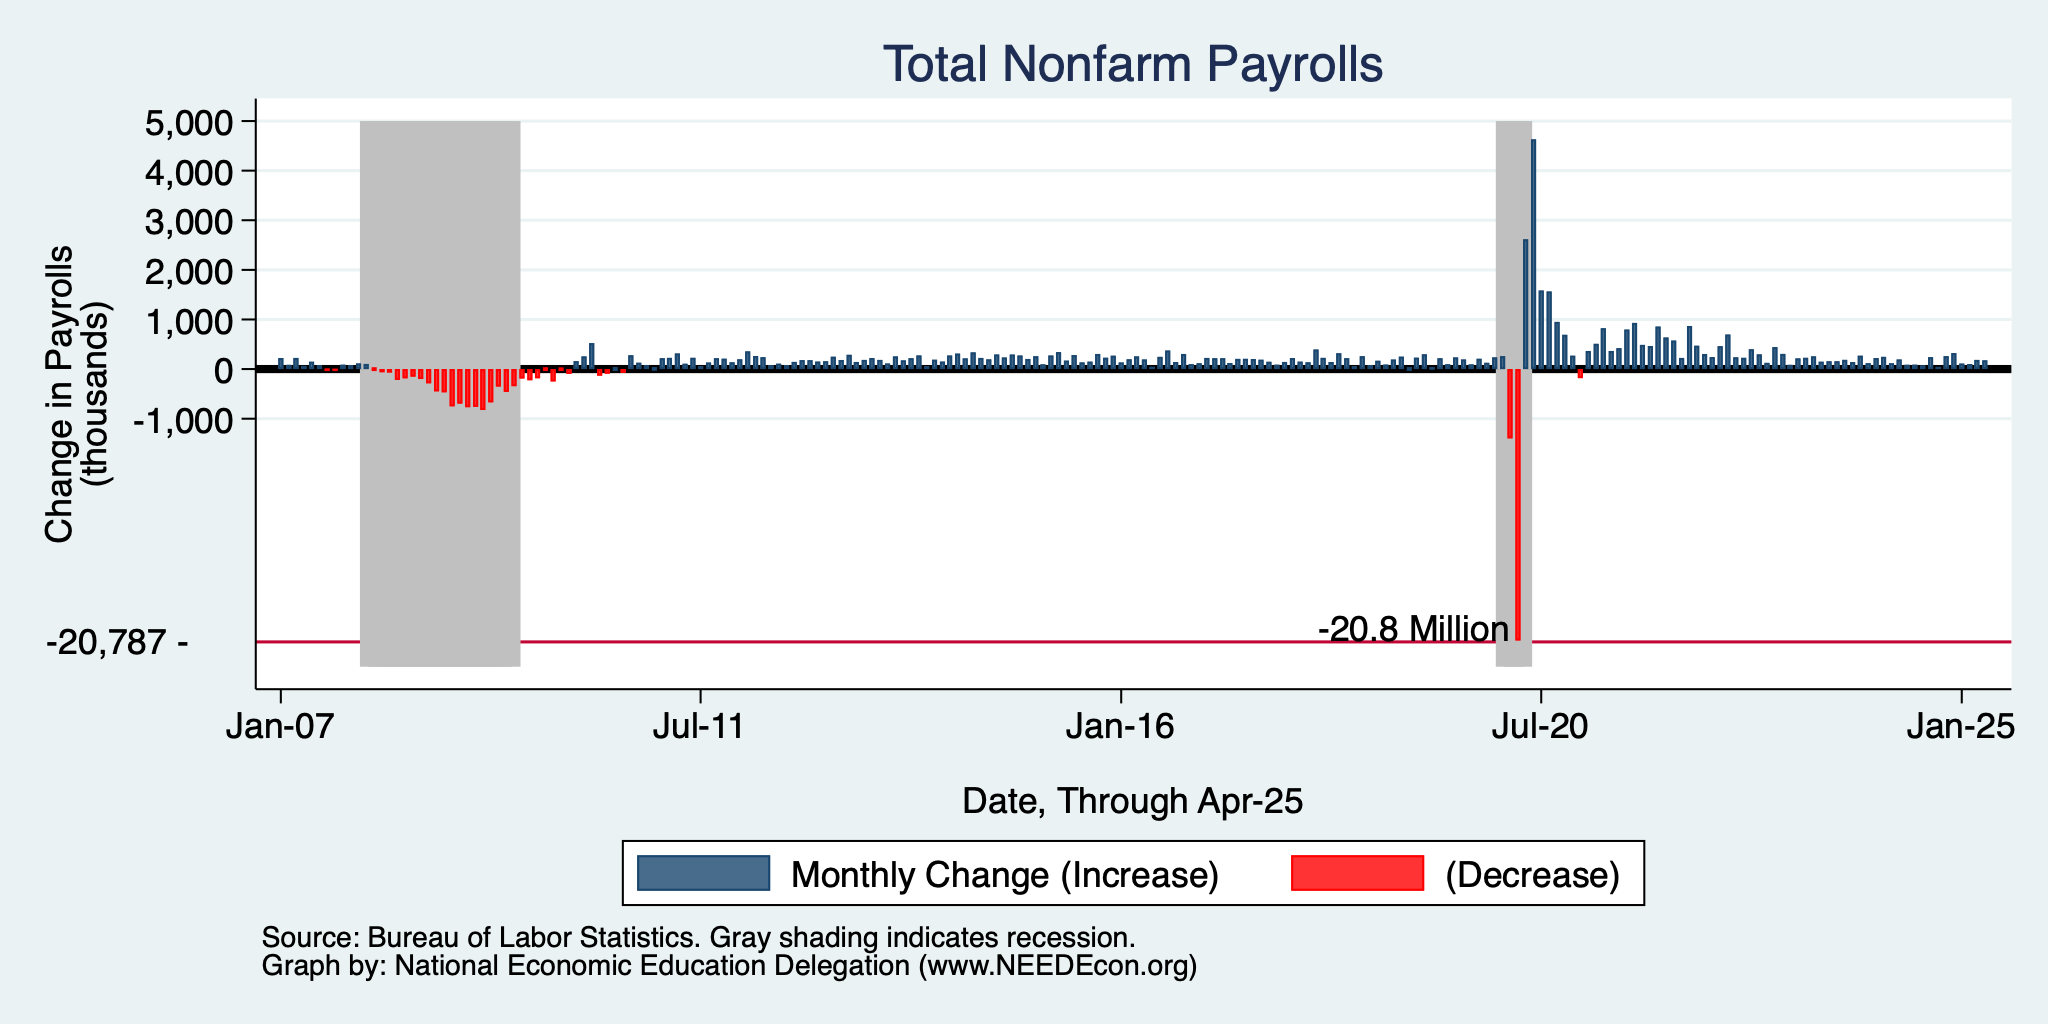 Total Nonfarm Payrolls
Change in Payrolls
(thousands)
5,000
4,000
3,000
2,000
1,000
0
-1,000
-20,787 -
-20.8 Million
Jan-07
Jul-11
Jan-16
Jul-20
Jan-25
Date, Through Apr-25
Monthly Change (Increase)
(Decrease)
Source: Bureau of Labor Statistics. Gray shading indicates recession.
Graph by: National Economic Education Delegation (www.NEEDEcon.org)